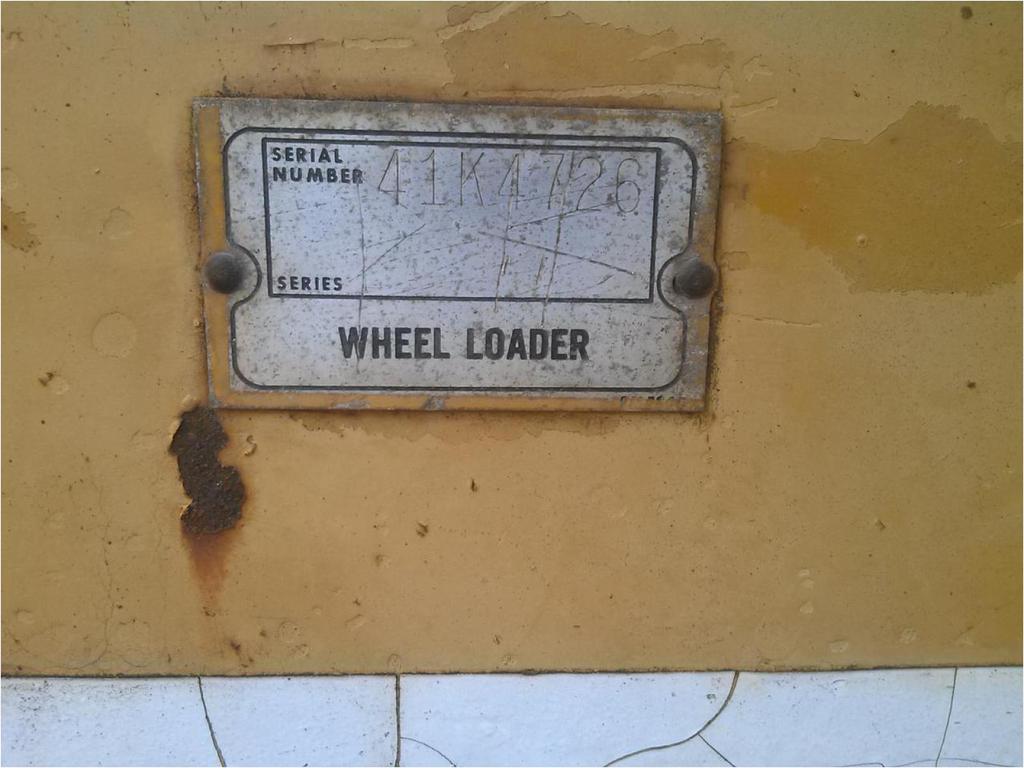 SERIAL
NUMBER 41K4726
SERIES
WHEEL LOADER